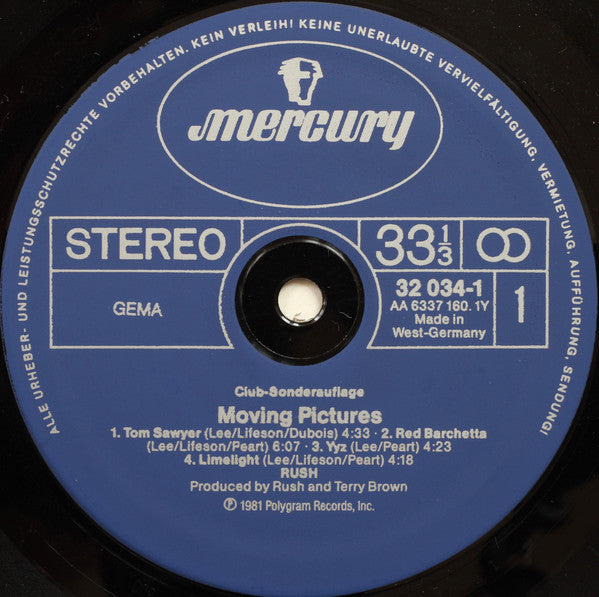 ALLE URHEBER- UND LEISTUNGSSCHUTZRECHTE VORBEHALTEN. KEIN VERLEIH! KEINE UNERLAUBTE VERVIELFÄLTIGUNG, VERMIETUNG, AUFFÜHRUNG, SENDUNG!
mercury
STEREO
33 1/3
GEMA
32 034-1
AA 6337 160. 1Y
Made in
West-Germany
1
Club-Sonderauflage
Moving Pictures
1. Tom Sawyer (Lee/Lifeson/Dubois) 4:33 · 2. Red Barchetta
(Lee/Lifeson/Peart) 6:07 · 3. Yyz (Lee/Peart) 4:23
4. Limelight (Lee/Lifeson/Peart) 4:18
RUSH
Produced by Rush and Terry Brown
℗ 1981 Polygram Records, Inc.